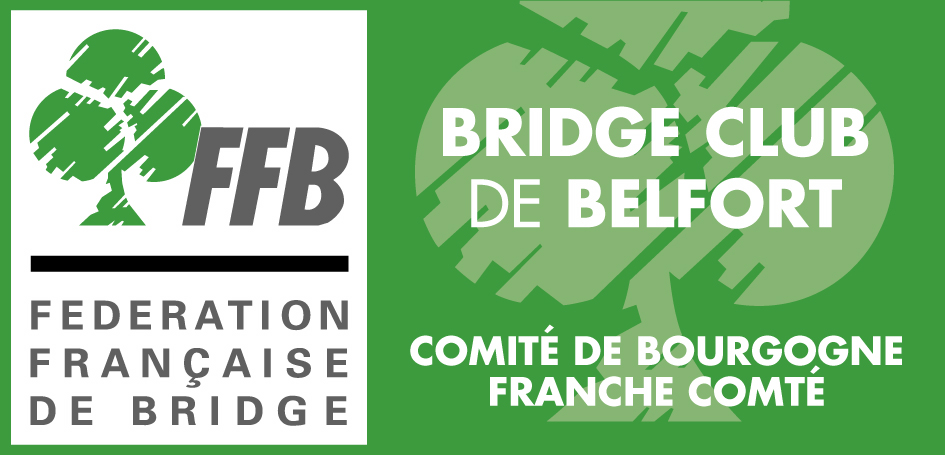 FFB
FEDERATION
FRANÇAISE
DE BRIDGE
BRIDGE CLUB
DE BELFORT
COMITÉ DE BOURGOGNE
FRANCHE COMTÉ